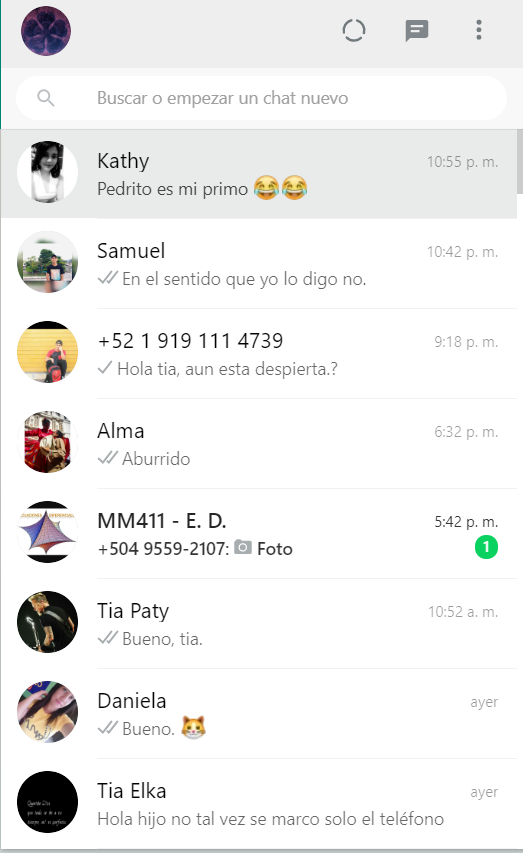 Buscar o empezar un chat nuevo
Kathy 10:55 p. m.
Pedrito es mi primo 😂😂
Samuel 10:42 p. m.
En el sentido que yo lo digo no.
+52 1 919 111 4739 9:18 p. m.
Hola tia, aun esta despierta.?
Alma 6:32 p. m.
Aburrido
MM411 - E. D. 5:42 p. m.
+504 9559-2107: 📷 Foto 1
Tia Paty 10:52 a. m.
Bueno, tia.
Daniela ayer
Bueno. 🐱
Tia Elka ayer
Hola hijo no tal vez se marco solo el teléfono